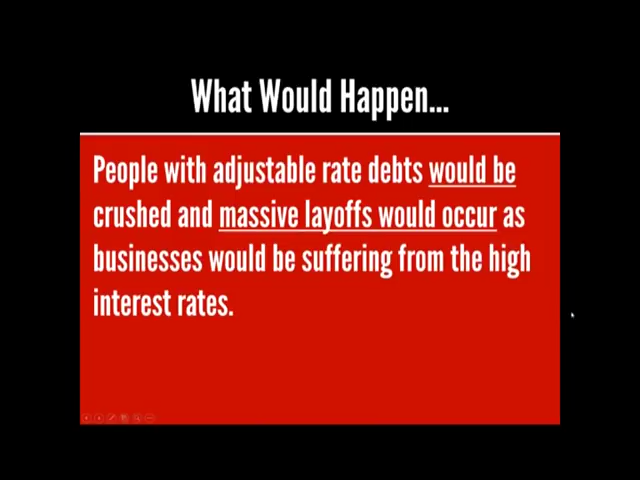 What Would Happen...
People with adjustable rate debts would be
crushed and massive layoffs would occur as
businesses would be suffering from the high
interest rates.